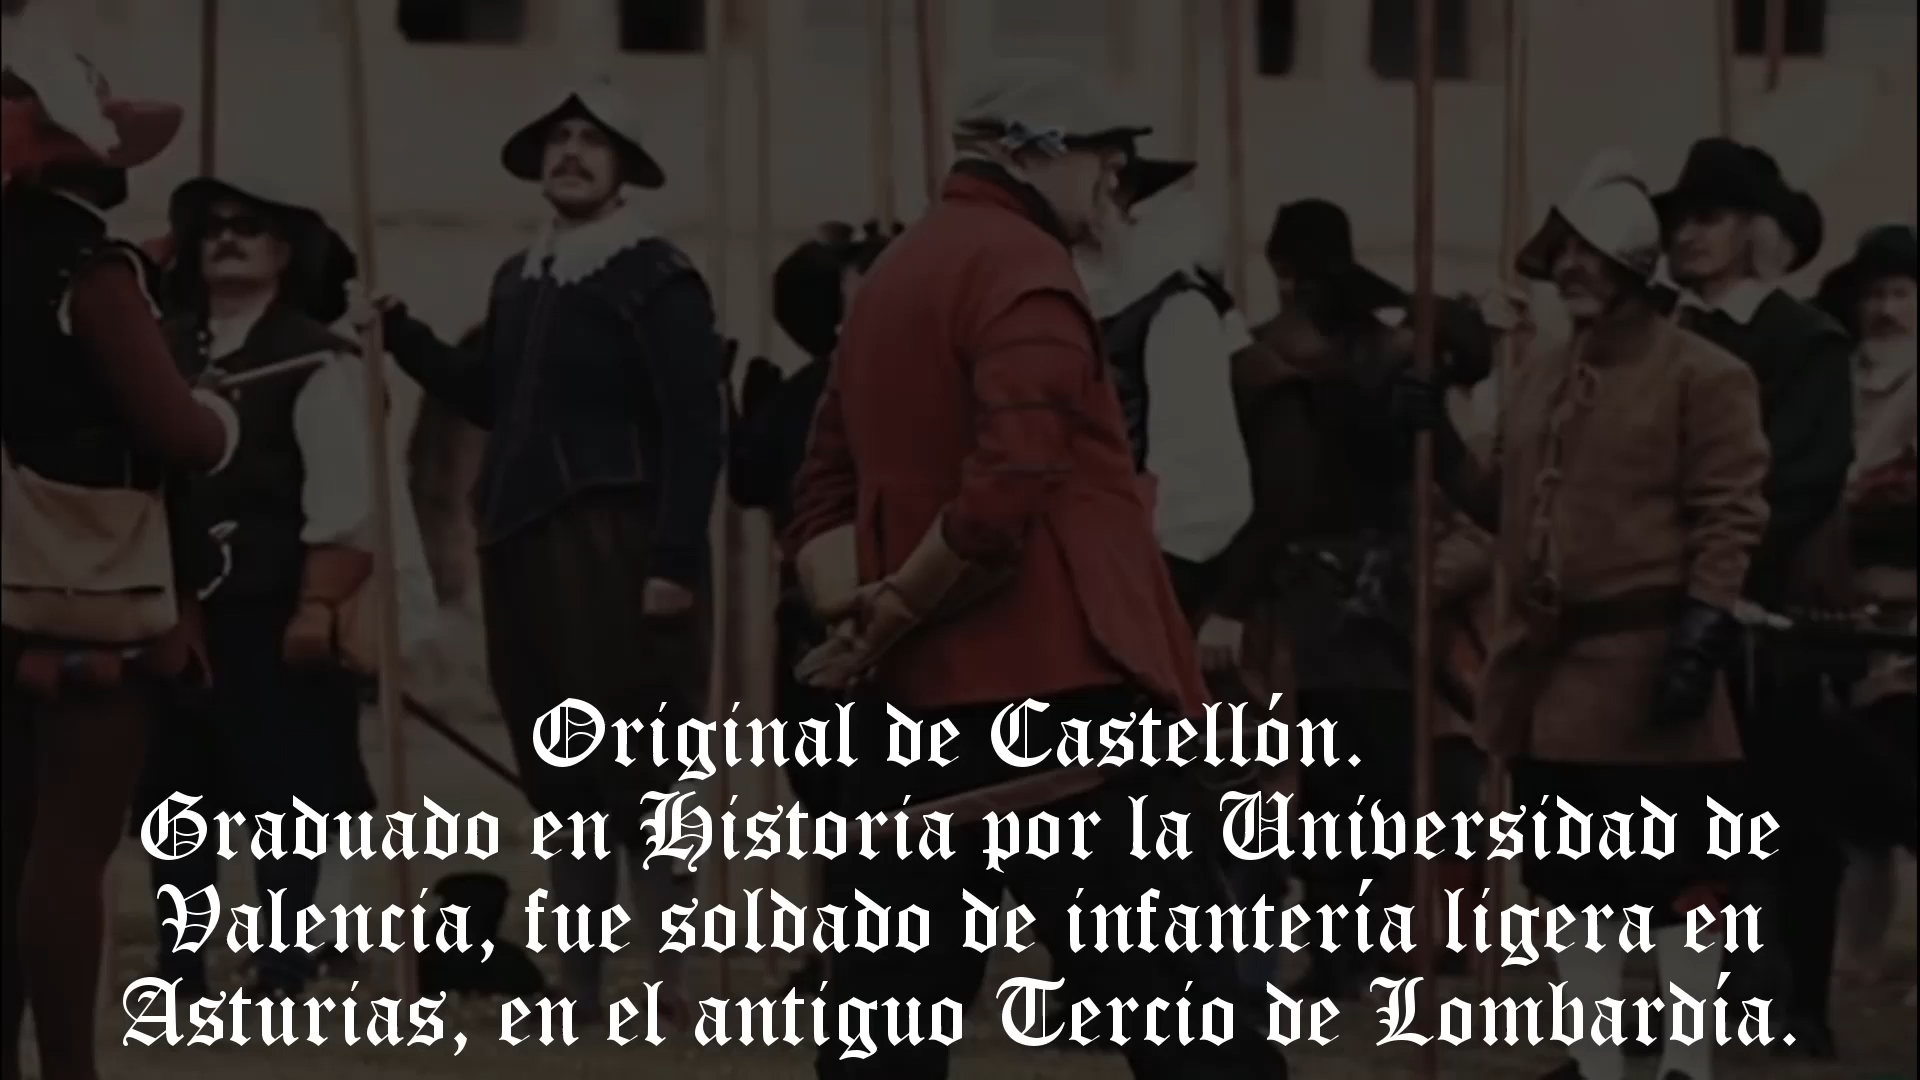 Original de Castellón.
Graduado en Historia por la Universidad de
Valencia, fue soldado de infantería ligera en
Asturias, en el antiguo Tercio de Lombardía.